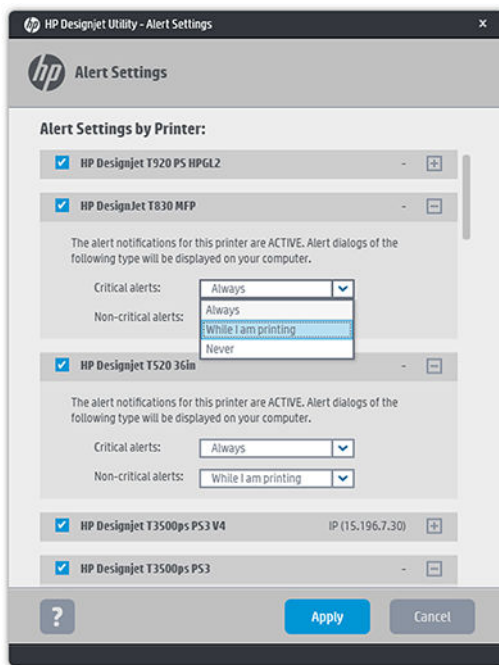 HP Designjet Utility - Alert Settings x
hp Alert Settings
Alert Settings by Printer:
HP Designjet T920 PS HPGL2 - +
HP DesignJet T830 MFP - -
The alert notifications for this printer are ACTIVE. Alert dialogs of the
following type will be displayed on your computer.
Critical alerts: Always
Always
Non-critical alerts: While I am printing
Never
HP Designjet T520 36in - -
The alert notifications for this printer are ACTIVE. Alert dialogs of the
following type will be displayed on your computer.
Critical alerts: Always
Non-critical alerts: While I am printing
HP Designjet T3500ps PS3 V4 IP (15.196.7.30) +
HP Designjet T3500ps PS3 - -
? Apply Cancel